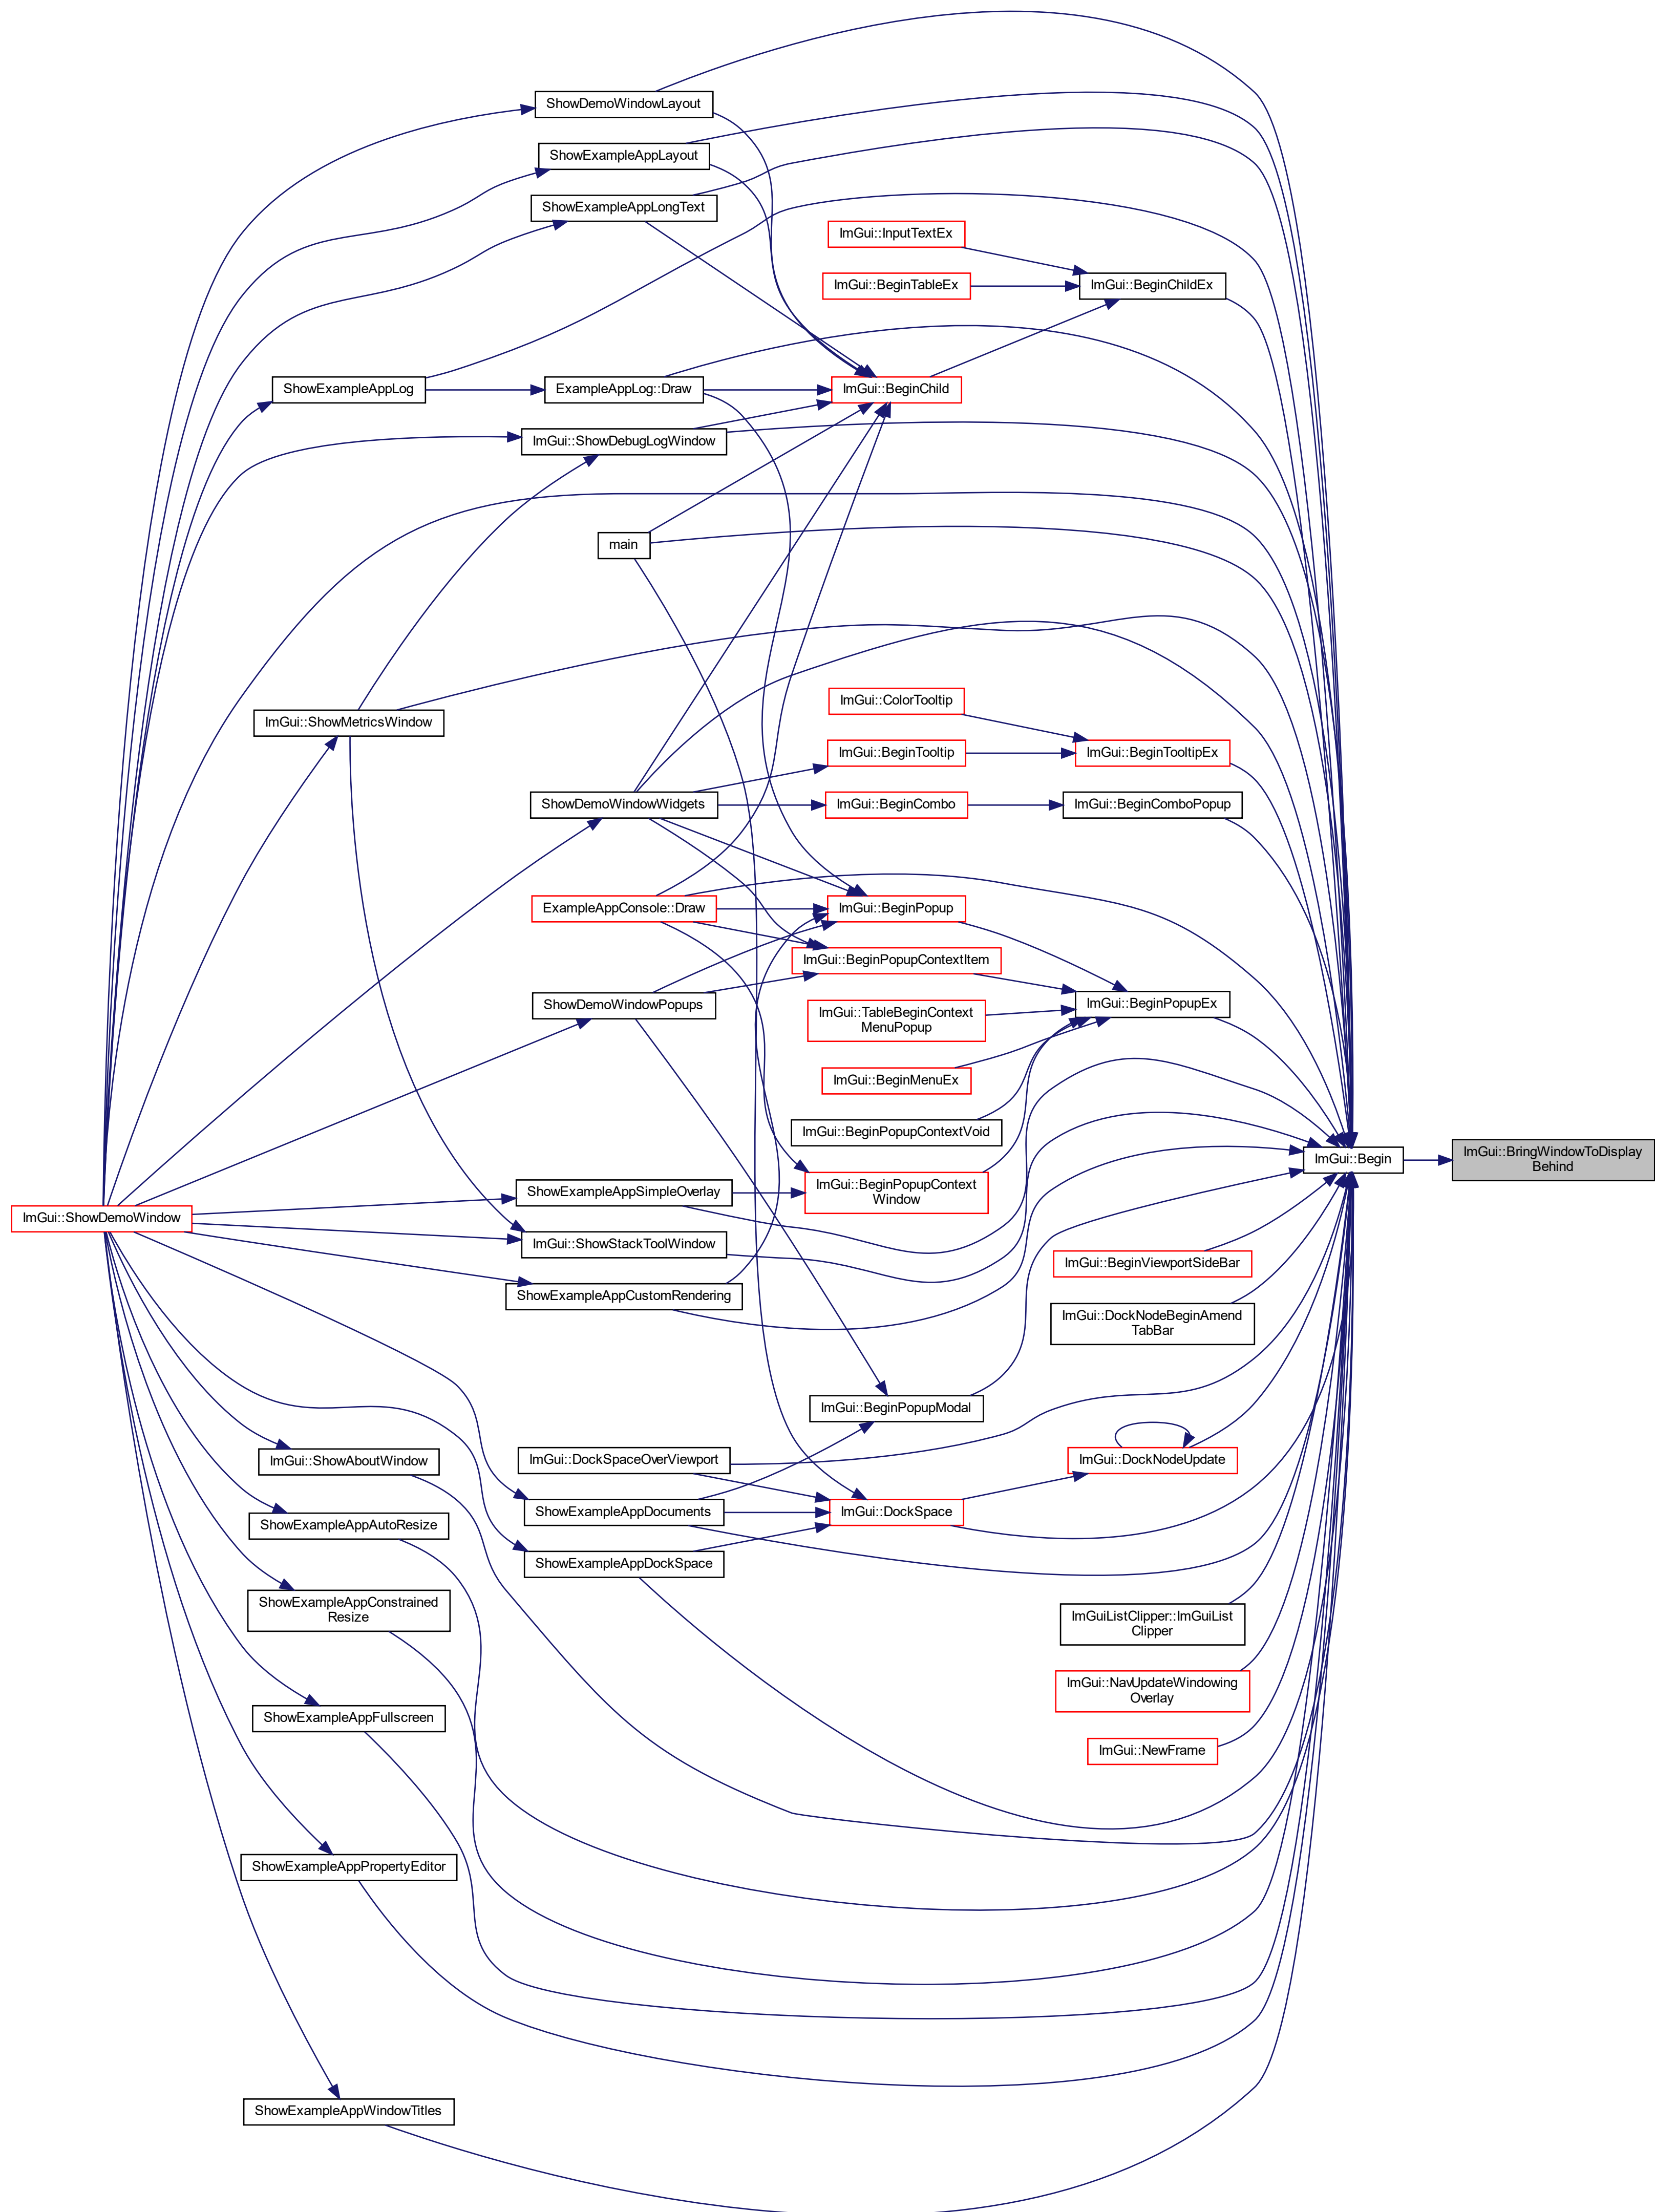 ShowDemoWindowLayout
ShowExampleAppLayout
ShowExampleAppLongText
ImGui::InputTextEx
ImGui::BeginTableEx
ImGui::BeginChildEx
ShowExampleAppLog
ExampleAppLog::Draw
ImGui::BeginChild
ImGui::ShowDebugLogWindow
main
ImGui::ColorTooltip
ImGui::ShowMetricsWindow
ImGui::BeginTooltip
ImGui::BeginTooltipEx
ShowDemoWindowWidgets
ImGui::BeginCombo
ImGui::BeginComboPopup
ExampleAppConsole::Draw
ImGui::BeginPopup
ImGui::BeginPopupContextItem
ShowDemoWindowPopups
ImGui::BeginPopupEx
ImGui::TableBeginContext
MenuPopup
ImGui::BeginMenuEx
ImGui::BeginPopupContextVoid
ImGui::Begin
ImGui::BringWindowToDisplay
Behind
ShowExampleAppSimpleOverlay
ImGui::BeginPopupContext
Window
ImGui::ShowDemoWindow
ImGui::ShowStackToolWindow
ImGui::BeginViewportSideBar
ShowExampleAppCustomRendering
ImGui::DockNodeBeginAmend
TabBar
ImGui::BeginPopupModal
ImGui::ShowAboutWindow
ImGui::DockSpaceOverViewport
ImGui::DockNodeUpdate
ShowExampleAppDocuments
ImGui::DockSpace
ShowExampleAppAutoResize
ShowExampleAppDockSpace
ShowExampleAppConstrained
Resize
ImGuiListClipper::ImGuiList
Clipper
ImGui::NavUpdateWindowing
Overlay
ShowExampleAppFullscreen
ImGui::NewFrame
ShowExampleAppPropertyEditor
ShowExampleAppWindowTitles